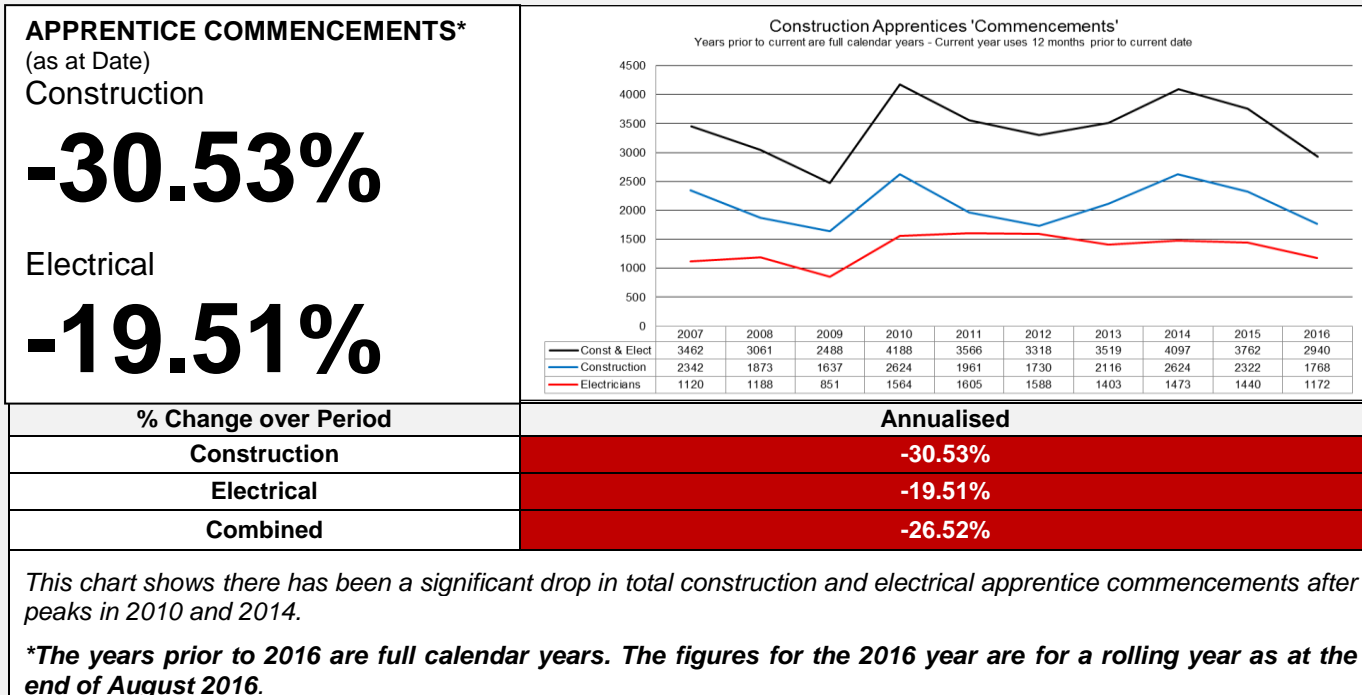 APPRENTICE COMMENCEMENTS*
(as at Date)
Construction
-30.53%
Electrical
-19.51%
Construction Apprentices 'Commencements'
Years prior to current are full calendar years - Current year uses 12 months prior to current date
4500
4000
3500
3000
2500
2000
1500
1000
500
0
2007 2008 2009 2010 2011 2012 2013 2014 2015 2016
Const & Elect 3462 3061 2488 4188 3566 3318 3519 4097 3762 2940
Construction 2342 1873 1637 2624 1961 1730 2116 2624 2322 1768
Electricians 1120 1188 851 1564 1605 1588 1403 1473 1440 1172
% Change over Period Annualised
Construction -30.53%
Electrical -19.51%
Combined -26.52%
This chart shows there has been a significant drop in total construction and electrical apprentice commencements after
peaks in 2010 and 2014.
*The years prior to 2016 are full calendar years. The figures for the 2016 year are for a rolling year as at the
end of August 2016.